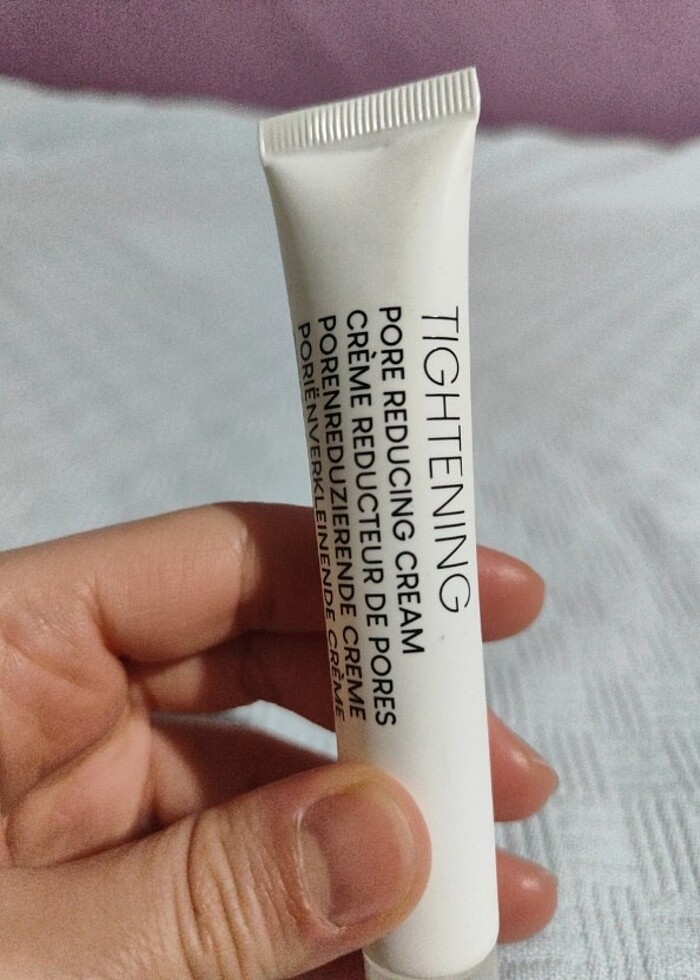 TIGHTENING
PORE REDUCING CREAM
CRÈME REDUCTEUR DE PORES
PORENREDUZIERENDE CREME
PORIËNVERKLEINENDE CRÈME